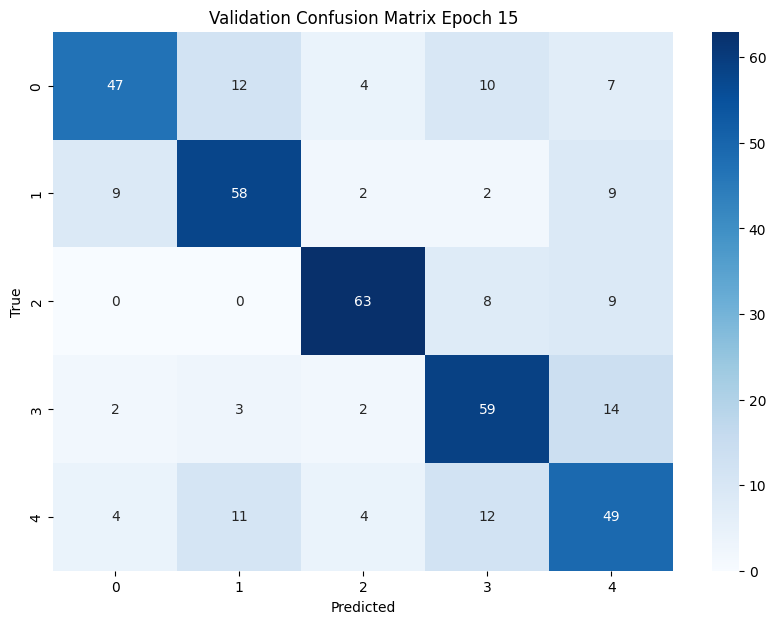 Validation Confusion Matrix Epoch 15
0 47 12 4 10 7
1 9 58 2 2 9
2 0 0 63 8 9
3 2 3 2 59 14
4 4 11 4 12 49
0 1 2 3 4
Predicted
True
60
50
40
30
20
10
0